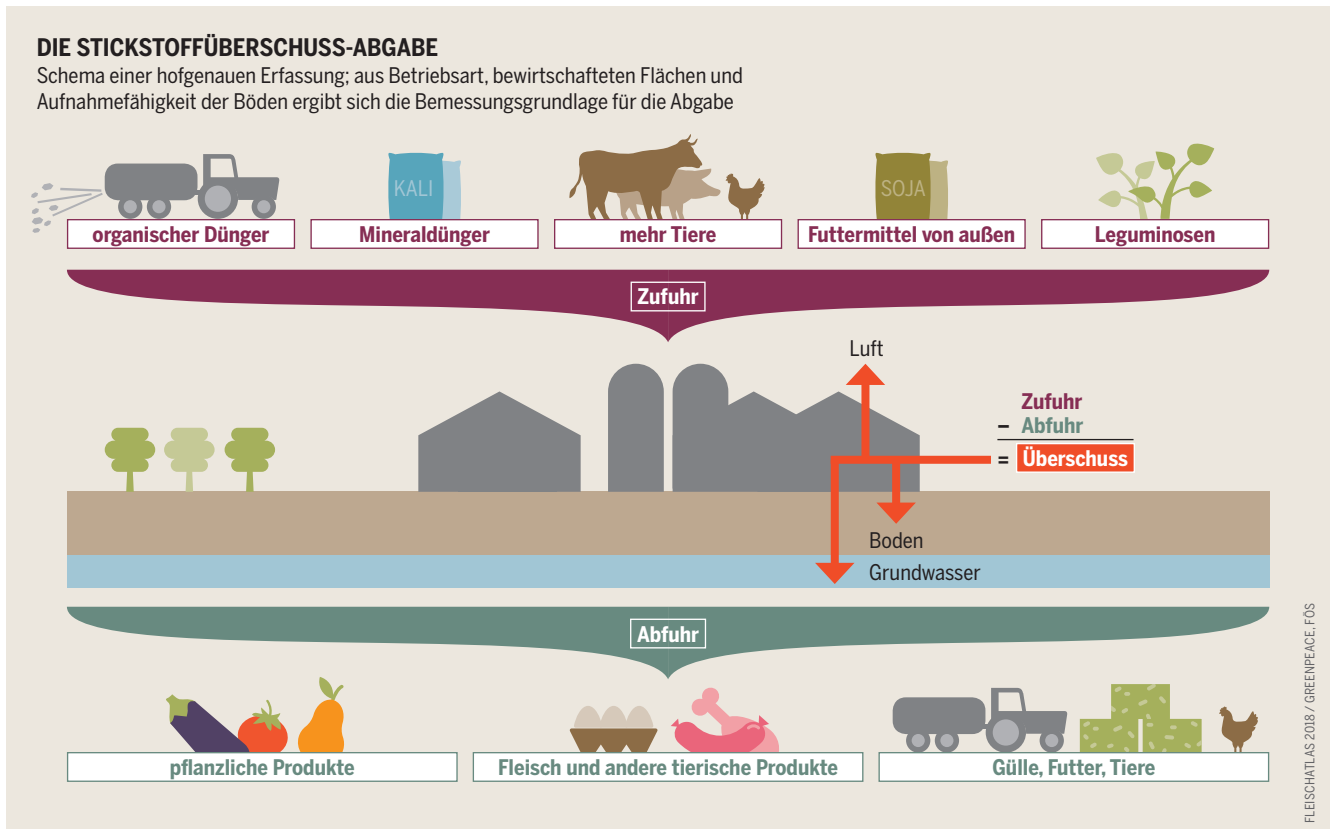 DIE STICKSTOFFÜBERSCHUSS-ABGABE
Schema einer hofgenauen Erfassung; aus Betriebsart, bewirtschafteten Flächen und
Aufnahmefähigkeit der Böden ergibt sich die Bemessungsgrundlage für die Abgabe
KALI
SOJA
organischer Dünger
Mineraldünger
mehr Tiere
Futtermittel von außen
Leguminosen
Zufuhr
Luft
Zufuhr
– Abfuhr
= Überschuss
Boden
Grundwasser
Abfuhr
pflanzliche Produkte
Fleisch und andere tierische Produkte
Gülle, Futter, Tiere
FLEISCHATLAS 2018 / GREENPEACE, FÖS